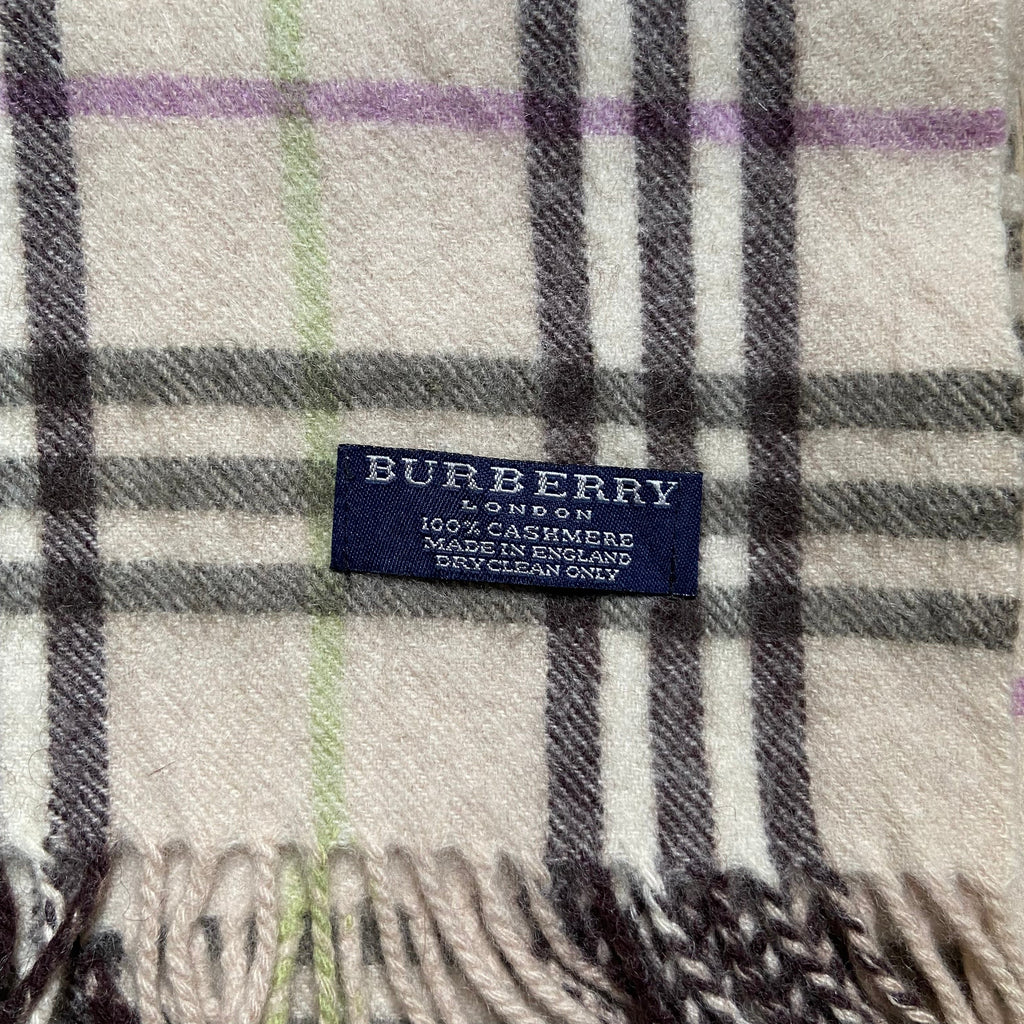 BURBERRY
LONDON
100% CASHMERE
MADE IN ENGLAND
DRY CLEAN ONLY